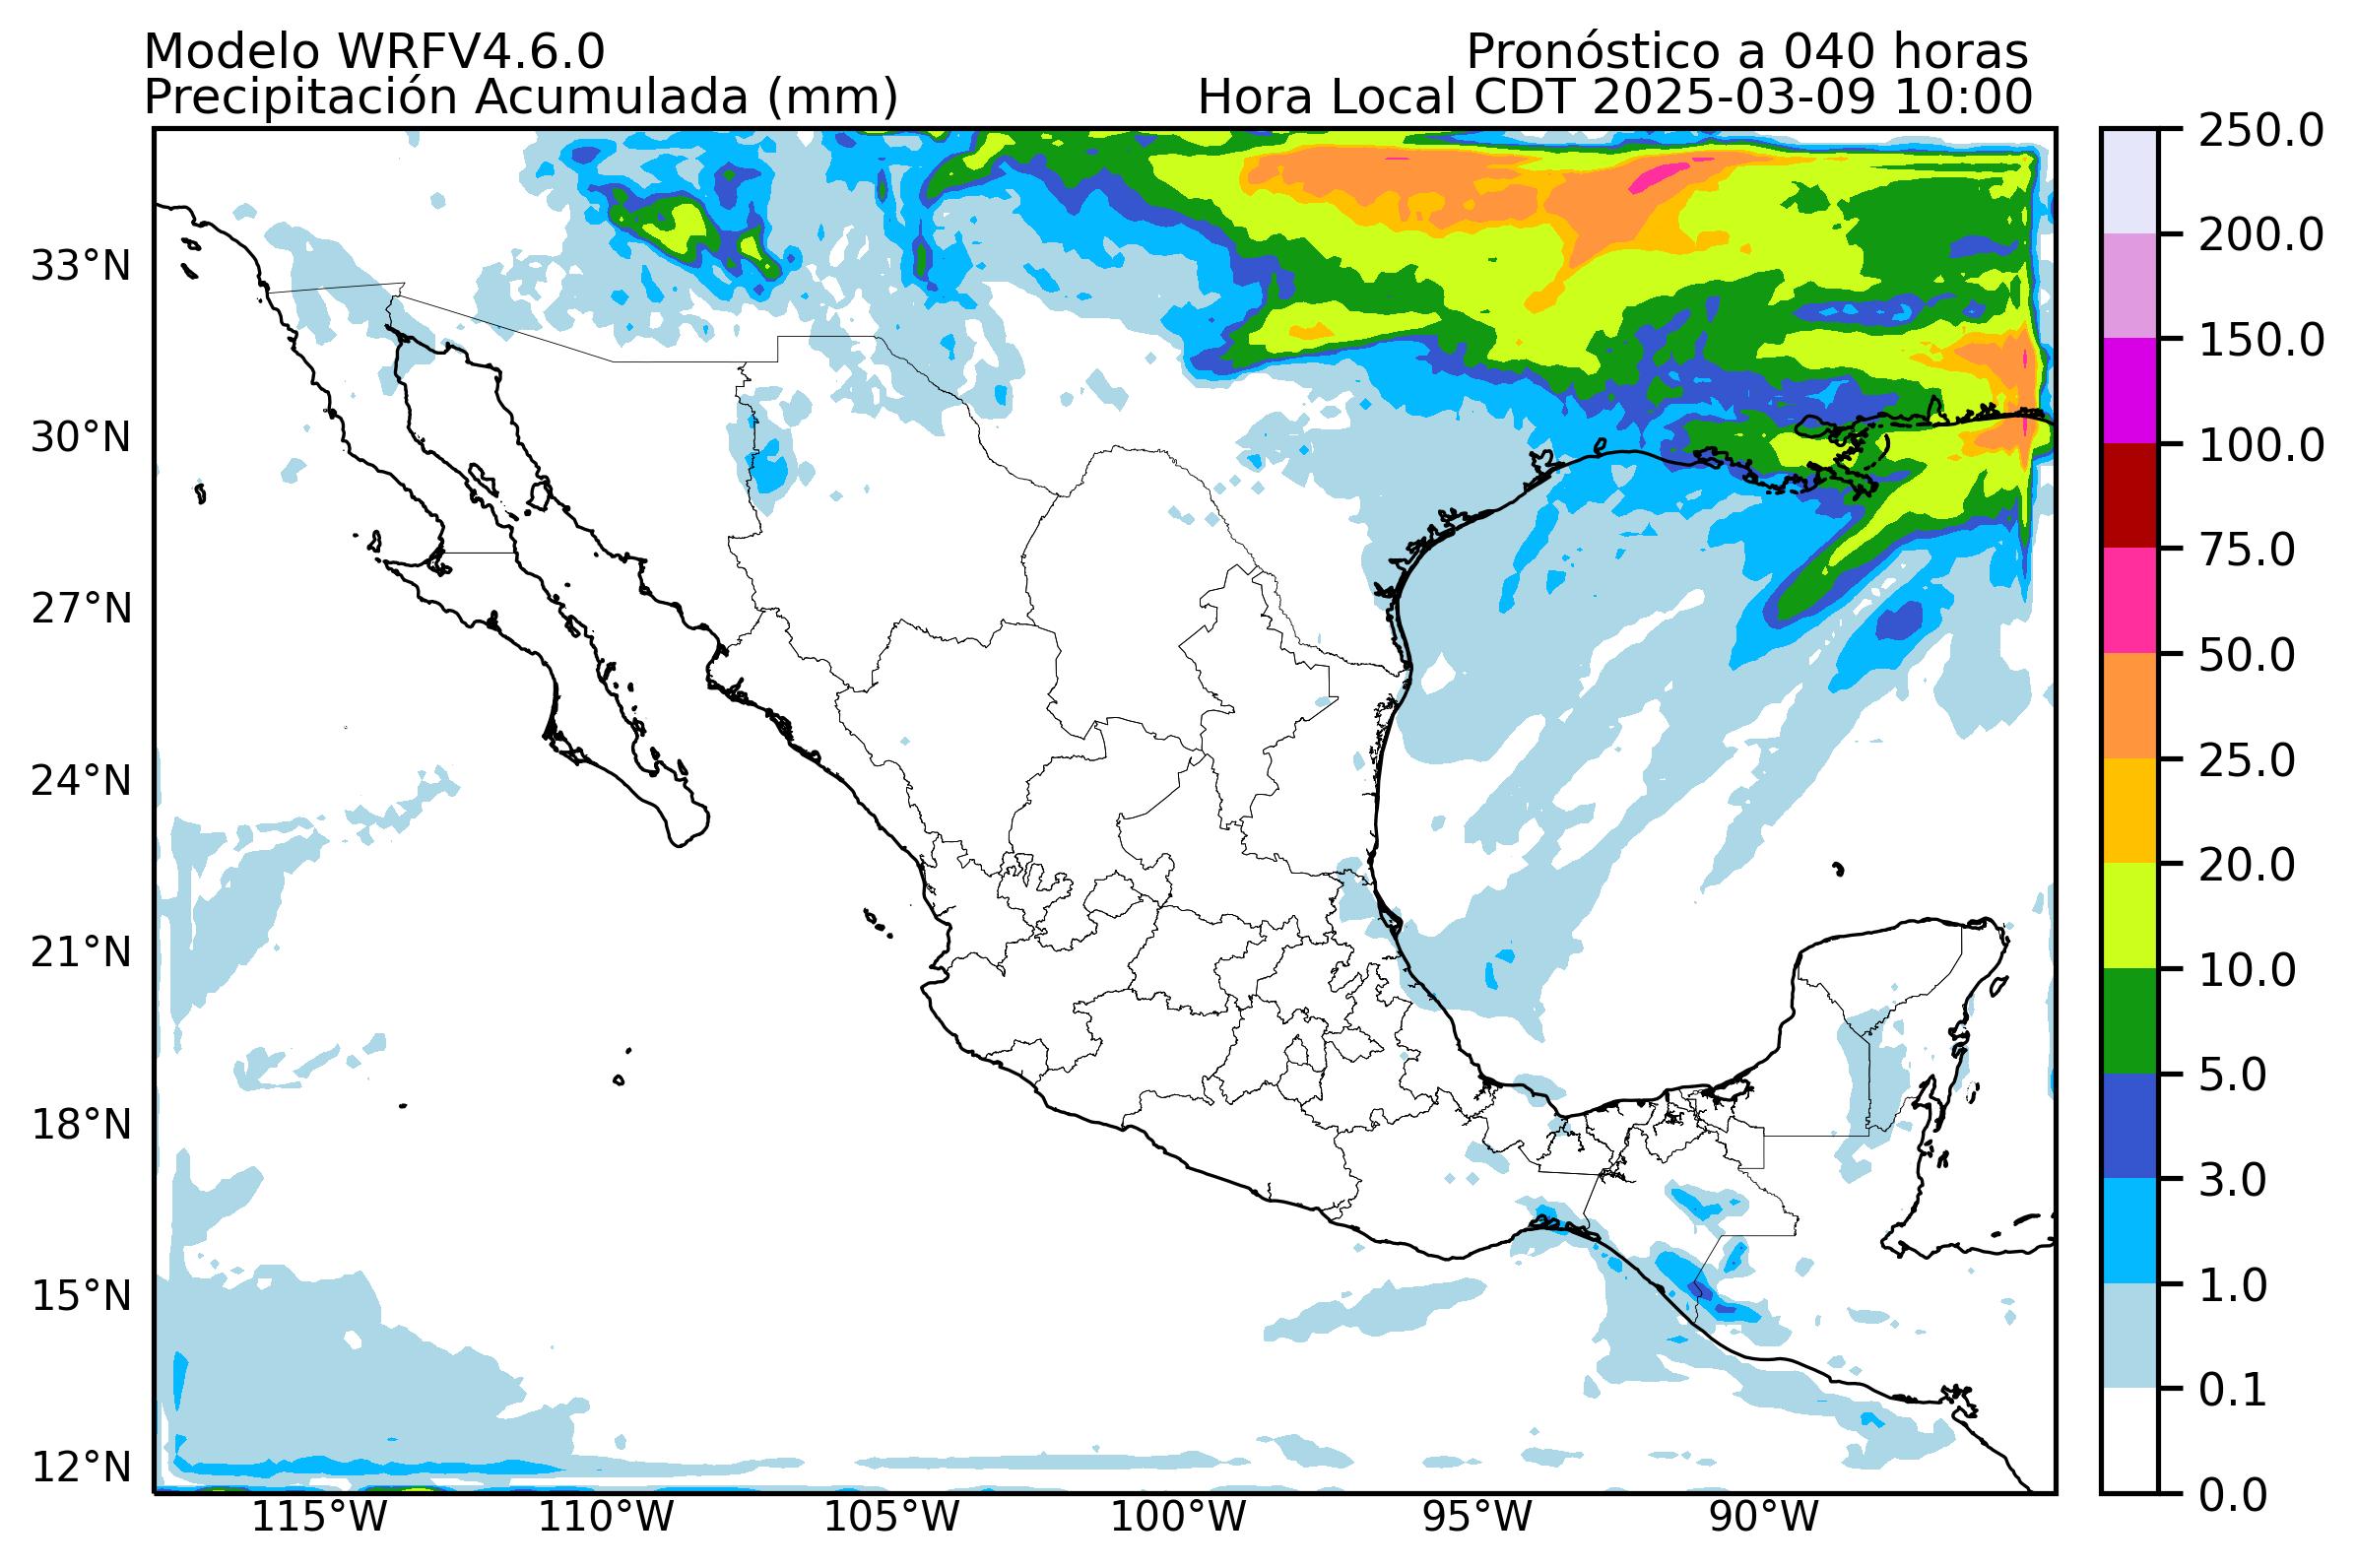 Modelo WRFV4.6.0
Pronóstico a 040 horas
Precipitación Acumulada (mm)
Hora Local CDT 2025-03-09 10:00
33°N
30°N
27°N
24°N
21°N
18°N
15°N
12°N
115°W
110°W
105°W
100°W
95°W
90°W
250.0
200.0
150.0
100.0
75.0
50.0
25.0
20.0
10.0
5.0
3.0
1.0
0.1
0.0